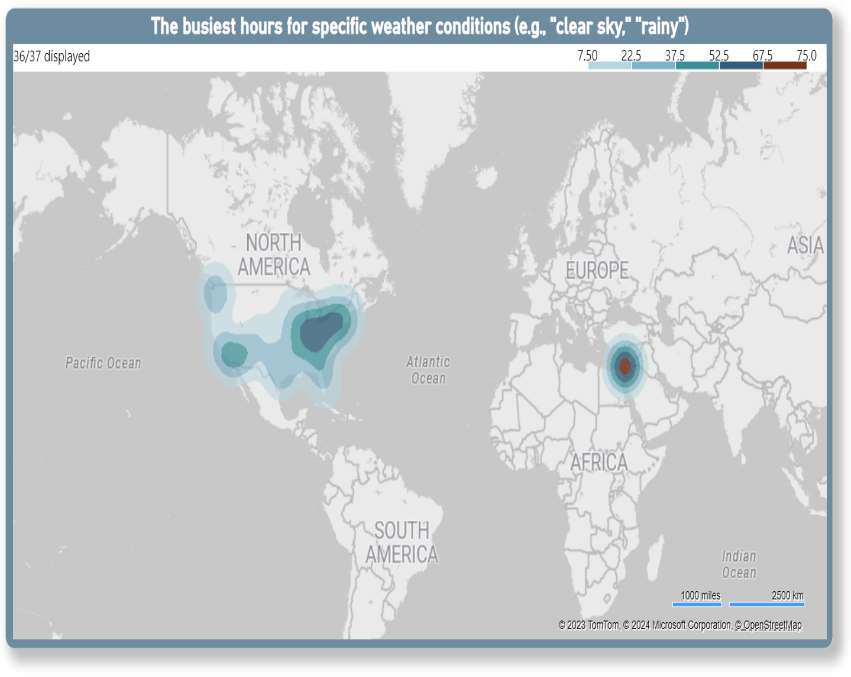 The busiest hours for specific weather conditions (e.g., "clear sky," "rainy")
36/37 displayed
7.50 22.5 37.5 52.5 67.5 75.0
NORTH
AMERICA
EUROPE
ASIA
Pacific Ocean
Atlantic
Ocean
AFRICA
SOUTH
AMERICA
Indian
Ocean
1000 miles 2500 km
© 2023 TomTom, © 2024 Microsoft Corporation, © OpenStreetMap